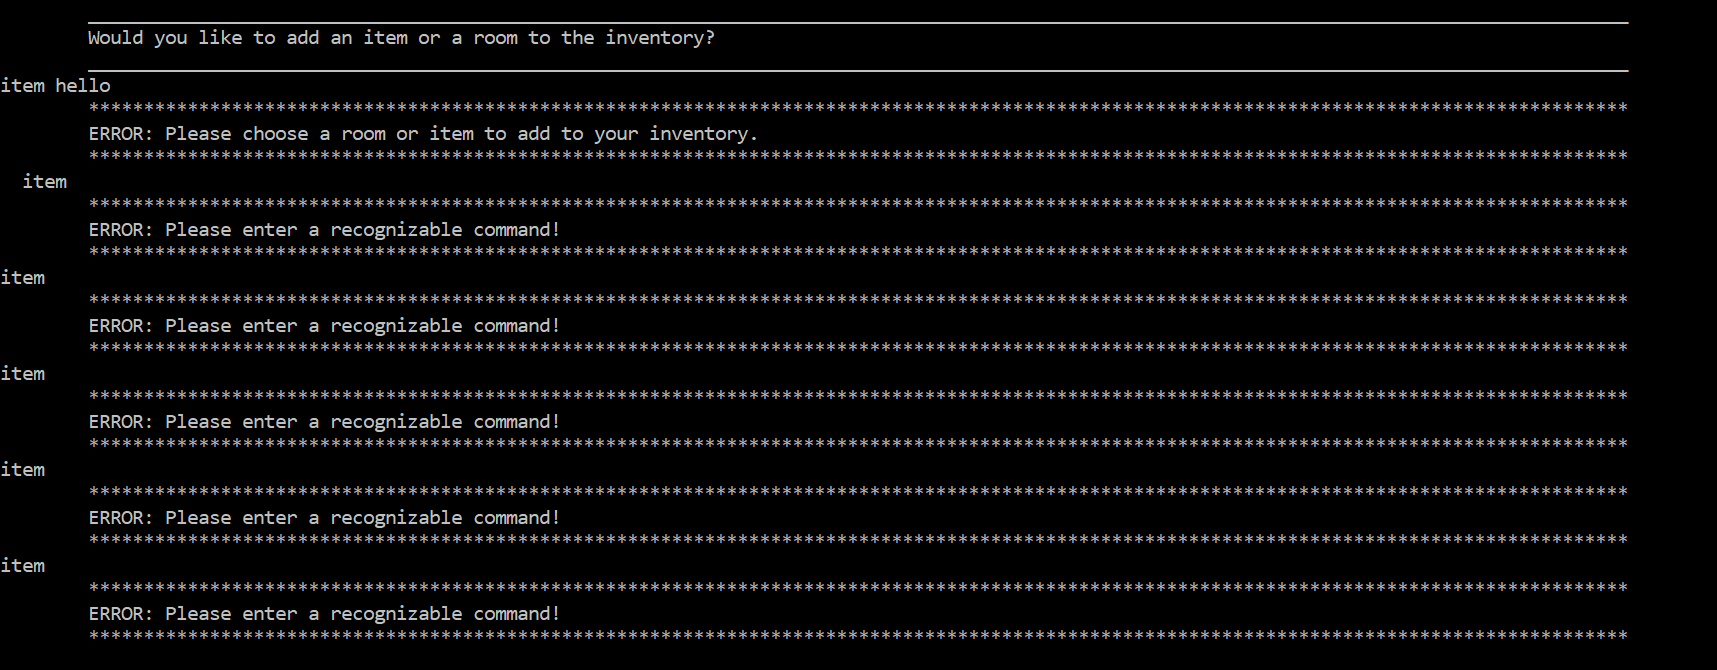 Would you like to add an item or a room to the inventory?
item hello
********************************************************************************************************************************************
ERROR: Please choose a room or item to add to your inventory.
********************************************************************************************************************************************
item
********************************************************************************************************************************************
ERROR: Please enter a recognizable command!
********************************************************************************************************************************************
item
********************************************************************************************************************************************
ERROR: Please enter a recognizable command!
********************************************************************************************************************************************
item
********************************************************************************************************************************************
ERROR: Please enter a recognizable command!
********************************************************************************************************************************************
item
********************************************************************************************************************************************
ERROR: Please enter a recognizable command!
********************************************************************************************************************************************
item
********************************************************************************************************************************************
ERROR: Please enter a recognizable command!
********************************************************************************************************************************************